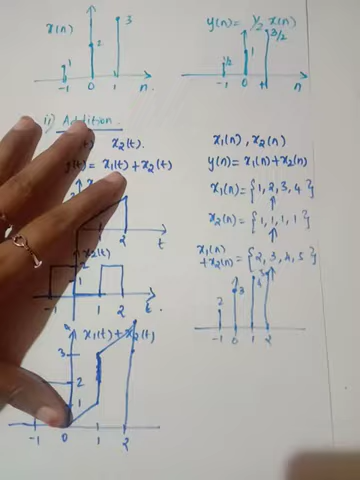 x(n)
3
2
1
-1 0 1 n
y(n) = 1/2 x(n)
3/2
1
1/2
-1 0 +1 n
ii) Addition.
x2(t).
y(t) = x1(t) + x2(t)
2 t
x2(t)
2
1
-1 0 1 2 t
x1(t) + x2(t)
3
2
1
-1 0 1 2 t
x1(n), x2(n)
y(n) = x1(n) + x2(n)
x1(n) = {1, 2, 3, 4}
↑
x2(n) = {1, 1, 1, 1}
↑
x1(n) + x2(n) = {2, 3, 4, 5}
2 3 4 5
-1 0 1 2